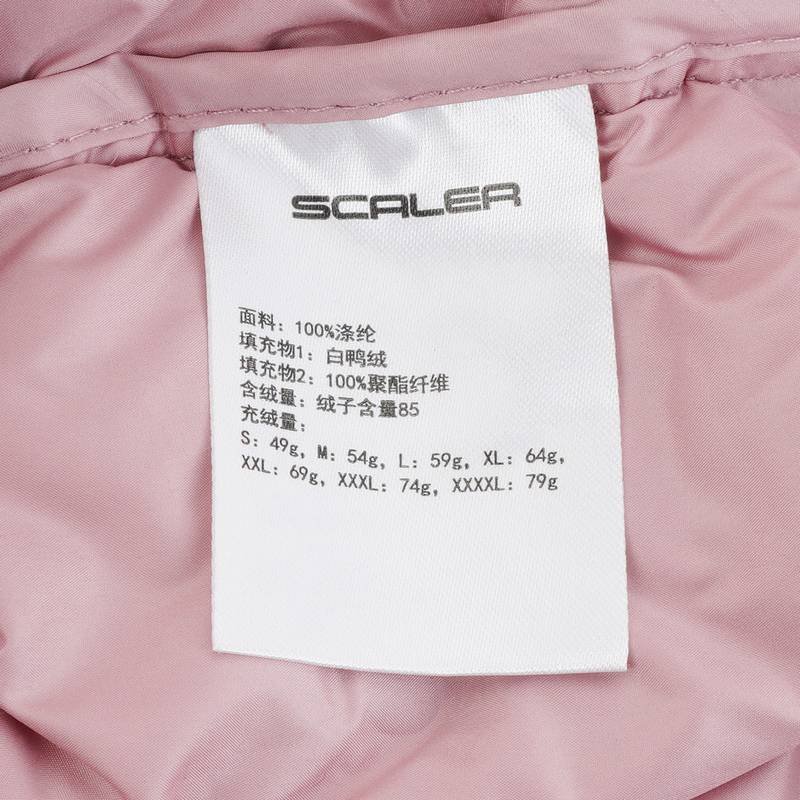 SCALER
面料：100%涤纶
填充物1：白鸭绒
填充物2：100%聚酯纤维
含绒量：绒子含量85
充绒量：
S：49g，M：54g，L：59g，XL：64g，
XXL：69g，XXXL：74g，XXXXL：79g